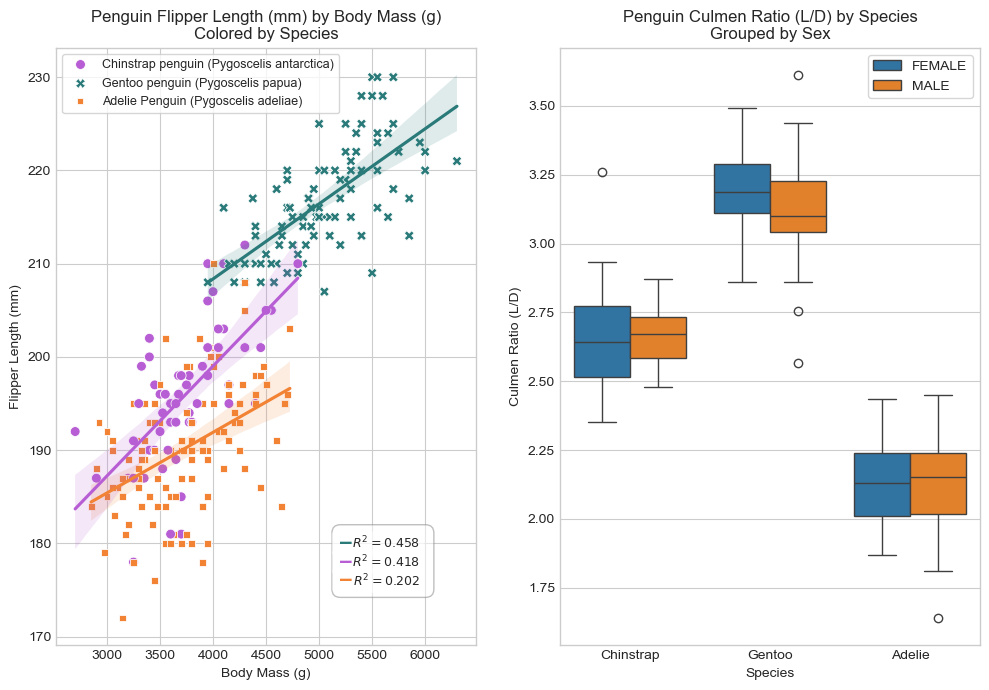 Penguin Flipper Length (mm) by Body Mass (g)
Colored by Species
Chinstrap penguin (Pygoscelis antarctica)
Gentoo penguin (Pygoscelis papua)
Adelie Penguin (Pygoscelis adeliae)
230
220
210
200
190
180
170
Flipper Length (mm)
R² = 0.458
R² = 0.418
R² = 0.202
3000 3500 4000 4500 5000 5500 6000
Body Mass (g)
Penguin Culmen Ratio (L/D) by Species
Grouped by Sex
FEMALE
MALE
3.50
3.25
3.00
2.75
2.50
2.25
2.00
1.75
Culmen Ratio (L/D)
Chinstrap Gentoo Adelie
Species